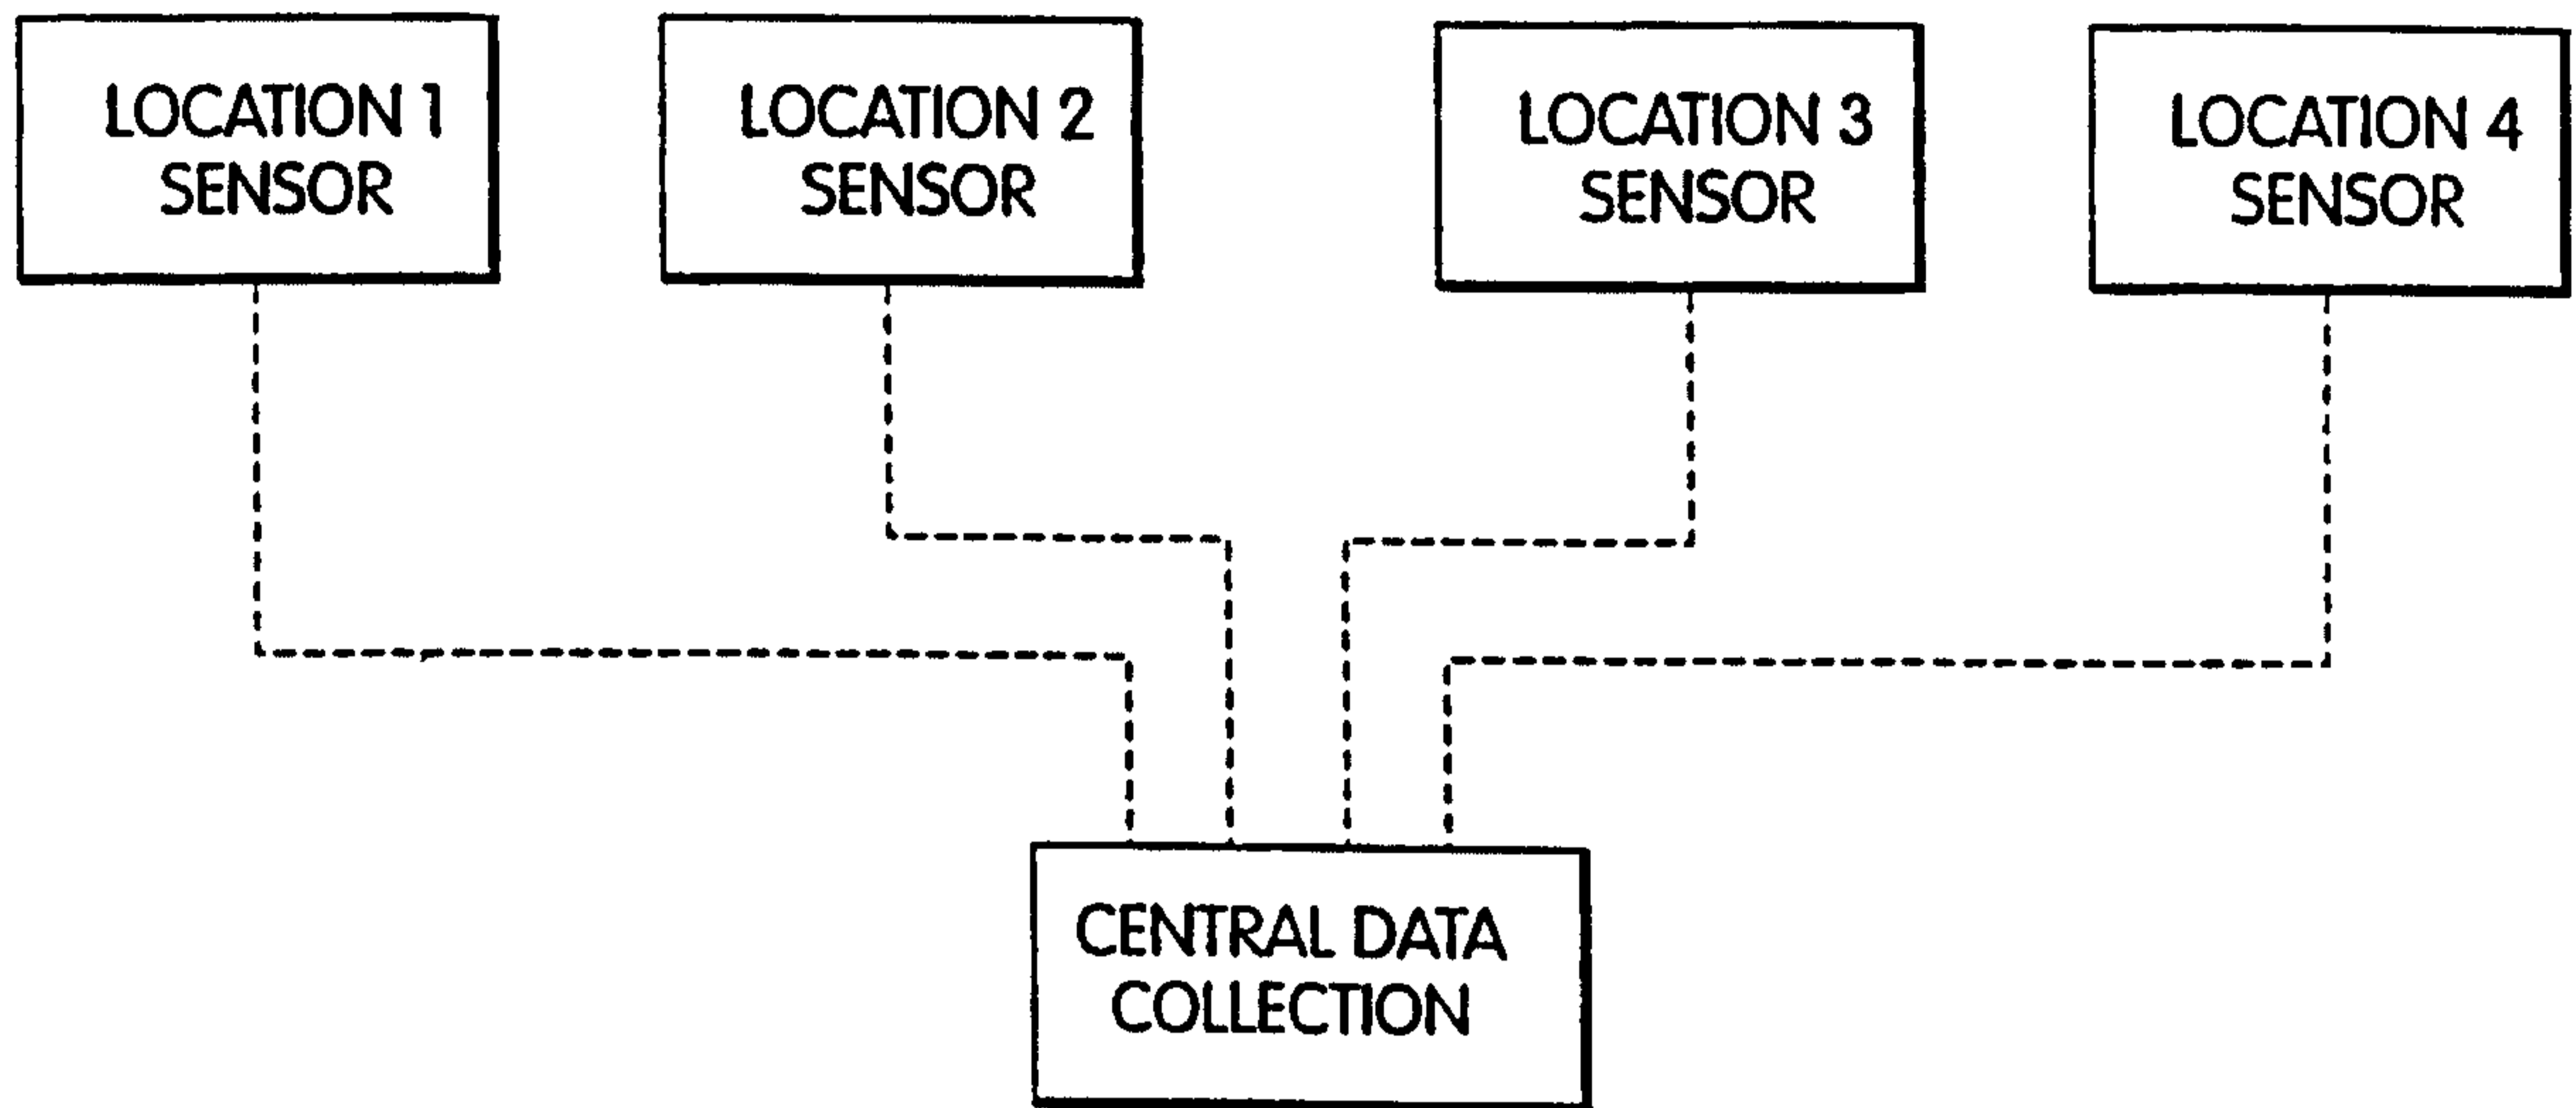 LOCATION 1
SENSOR
LOCATION 2
SENSOR
LOCATION 3
SENSOR
LOCATION 4
SENSOR
CENTRAL DATA
COLLECTION